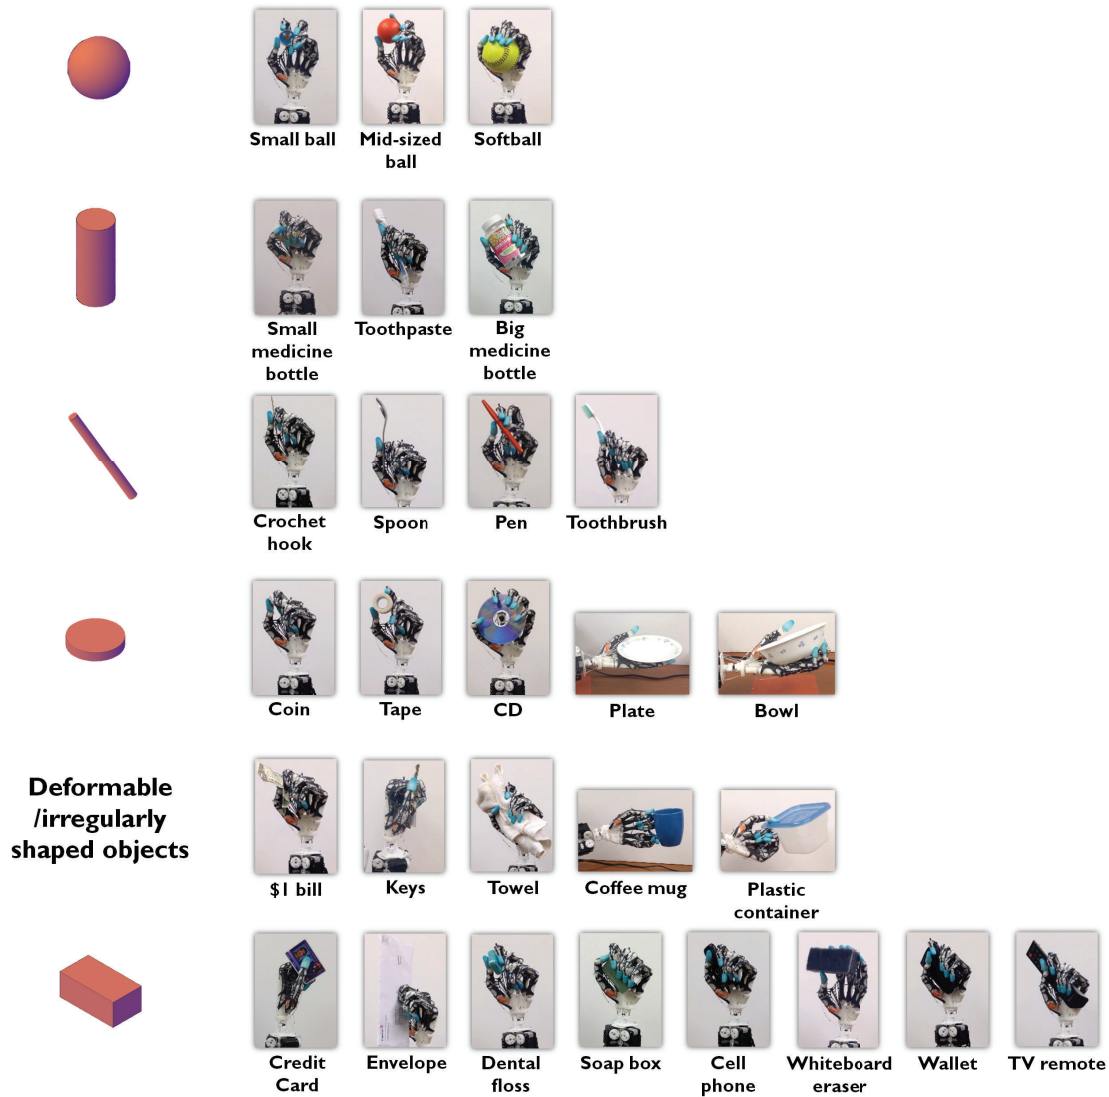 Small ball
Mid-sized
ball
Softball
Small
medicine
bottle
Toothpaste
Big
medicine
bottle
Crochet
hook
Spoon
Pen
Toothbrush
Coin
Tape
CD
Plate
Bowl
Deformable
/irregularly
shaped objects
$1 bill
Keys
Towel
Coffee mug
Plastic
container
Credit
Card
Envelope
Dental
floss
Soap box
Cell
phone
Whiteboard
eraser
Wallet
TV remote